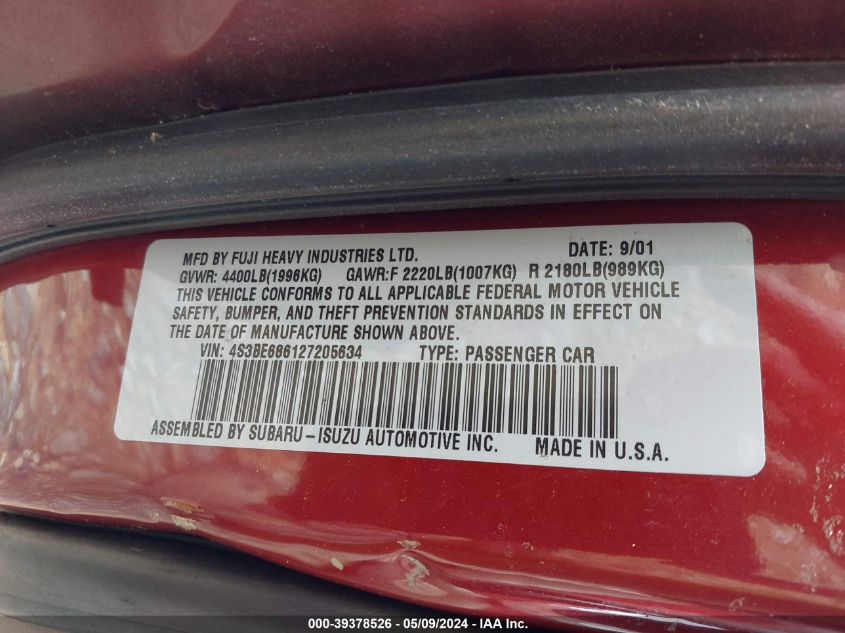 MFD BY FUJI HEAVY INDUSTRIES LTD. DATE: 9/01
GVWR: 4400LB(1996KG) GAWR:F 2220LB(1007KG) R 2180LB(989KG)
THIS VEHICLE CONFORMS TO ALL APPLICABLE FEDERAL MOTOR VEHICLE
SAFETY, BUMPER, AND THEFT PREVENTION STANDARDS IN EFFECT ON
THE DATE OF MANUFACTURE SHOWN ABOVE.
VIN: 4S3BE686127205634 TYPE: PASSENGER CAR
ASSEMBLED BY SUBARU-ISUZU AUTOMOTIVE INC. MADE IN U.S.A.
000-39378526 - 05/09/2024 - IAA Inc.